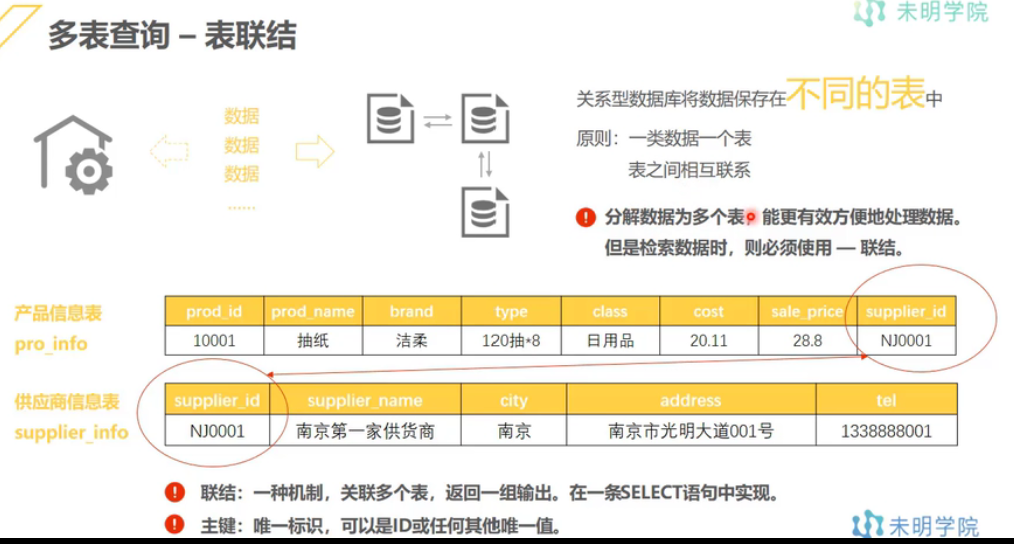 未明学院
多表查询 – 表联结
数据
数据
数据
……
关系型数据库将数据保存在不同的表中
原则：一类数据一个表
表之间相互联系
分解数据为多个表，能更有效方便地处理数据。
但是检索数据时，则必须使用 — 联结。
产品信息表
pro_info
prod_id prod_name brand type class cost sale_price supplier_id
10001 抽纸 洁柔 120抽*8 日用品 20.11 28.8 NJ0001
供应商信息表
supplier_info
supplier_id supplier_name city address tel
NJ0001 南京第一家供货商 南京 南京市光明大道001号 1338888001
联结：一种机制，关联多个表，返回一组输出。在一条SELECT语句中实现。
主键：唯一标识，可以是ID或任何其他唯一值。
未明学院